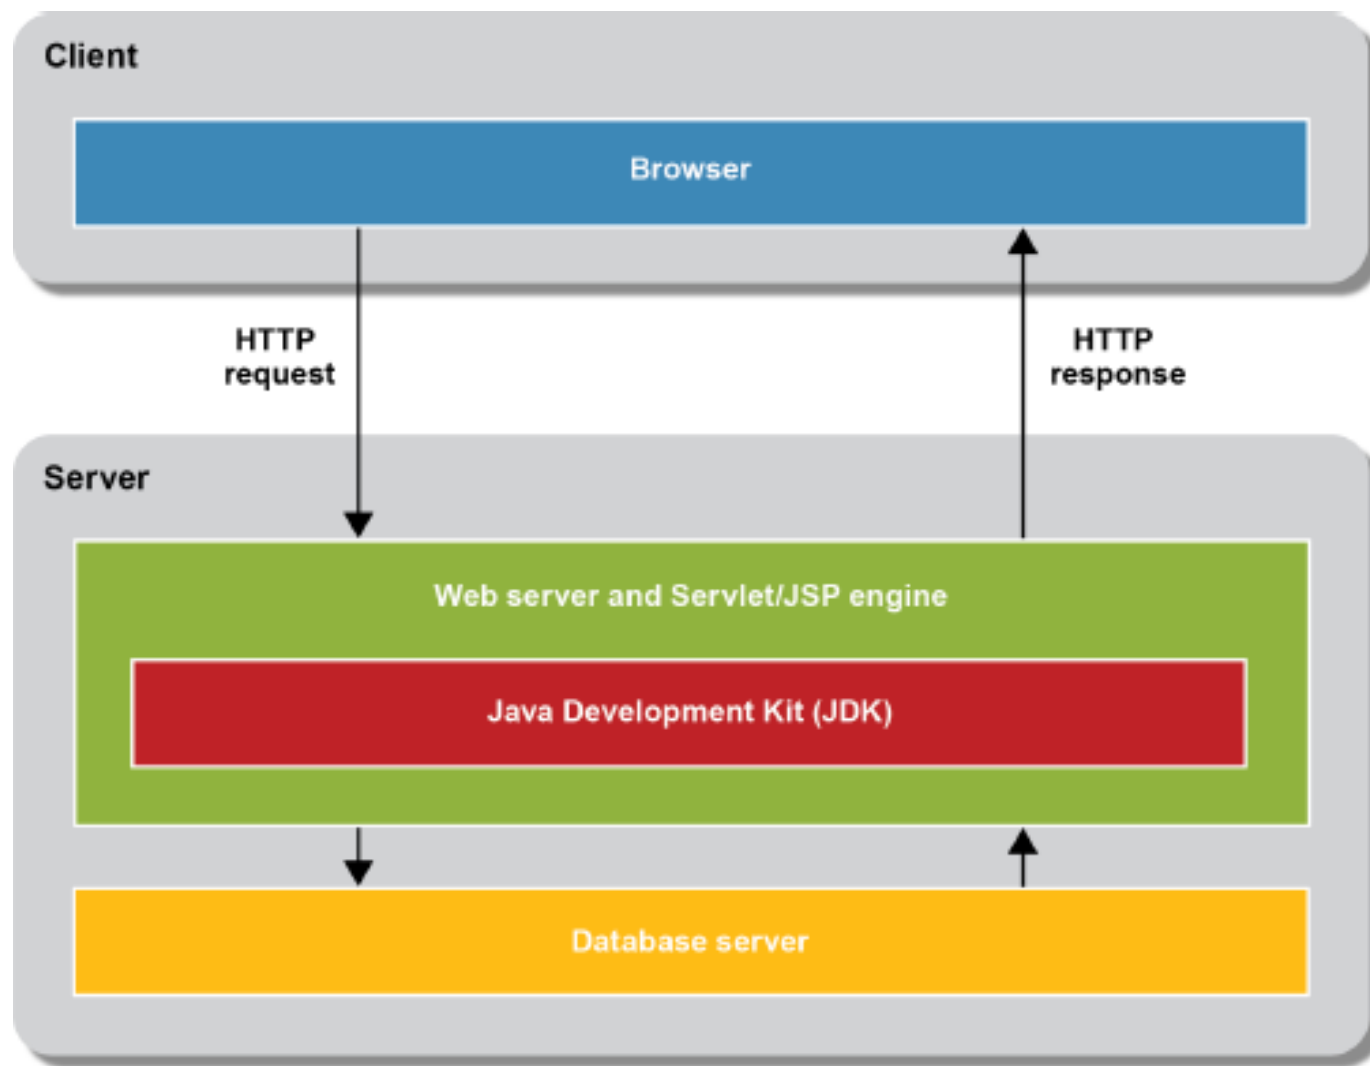 Client
Browser
HTTP
request
HTTP
response
Server
Web server and Servlet/JSP engine
Java Development Kit (JDK)
Database server